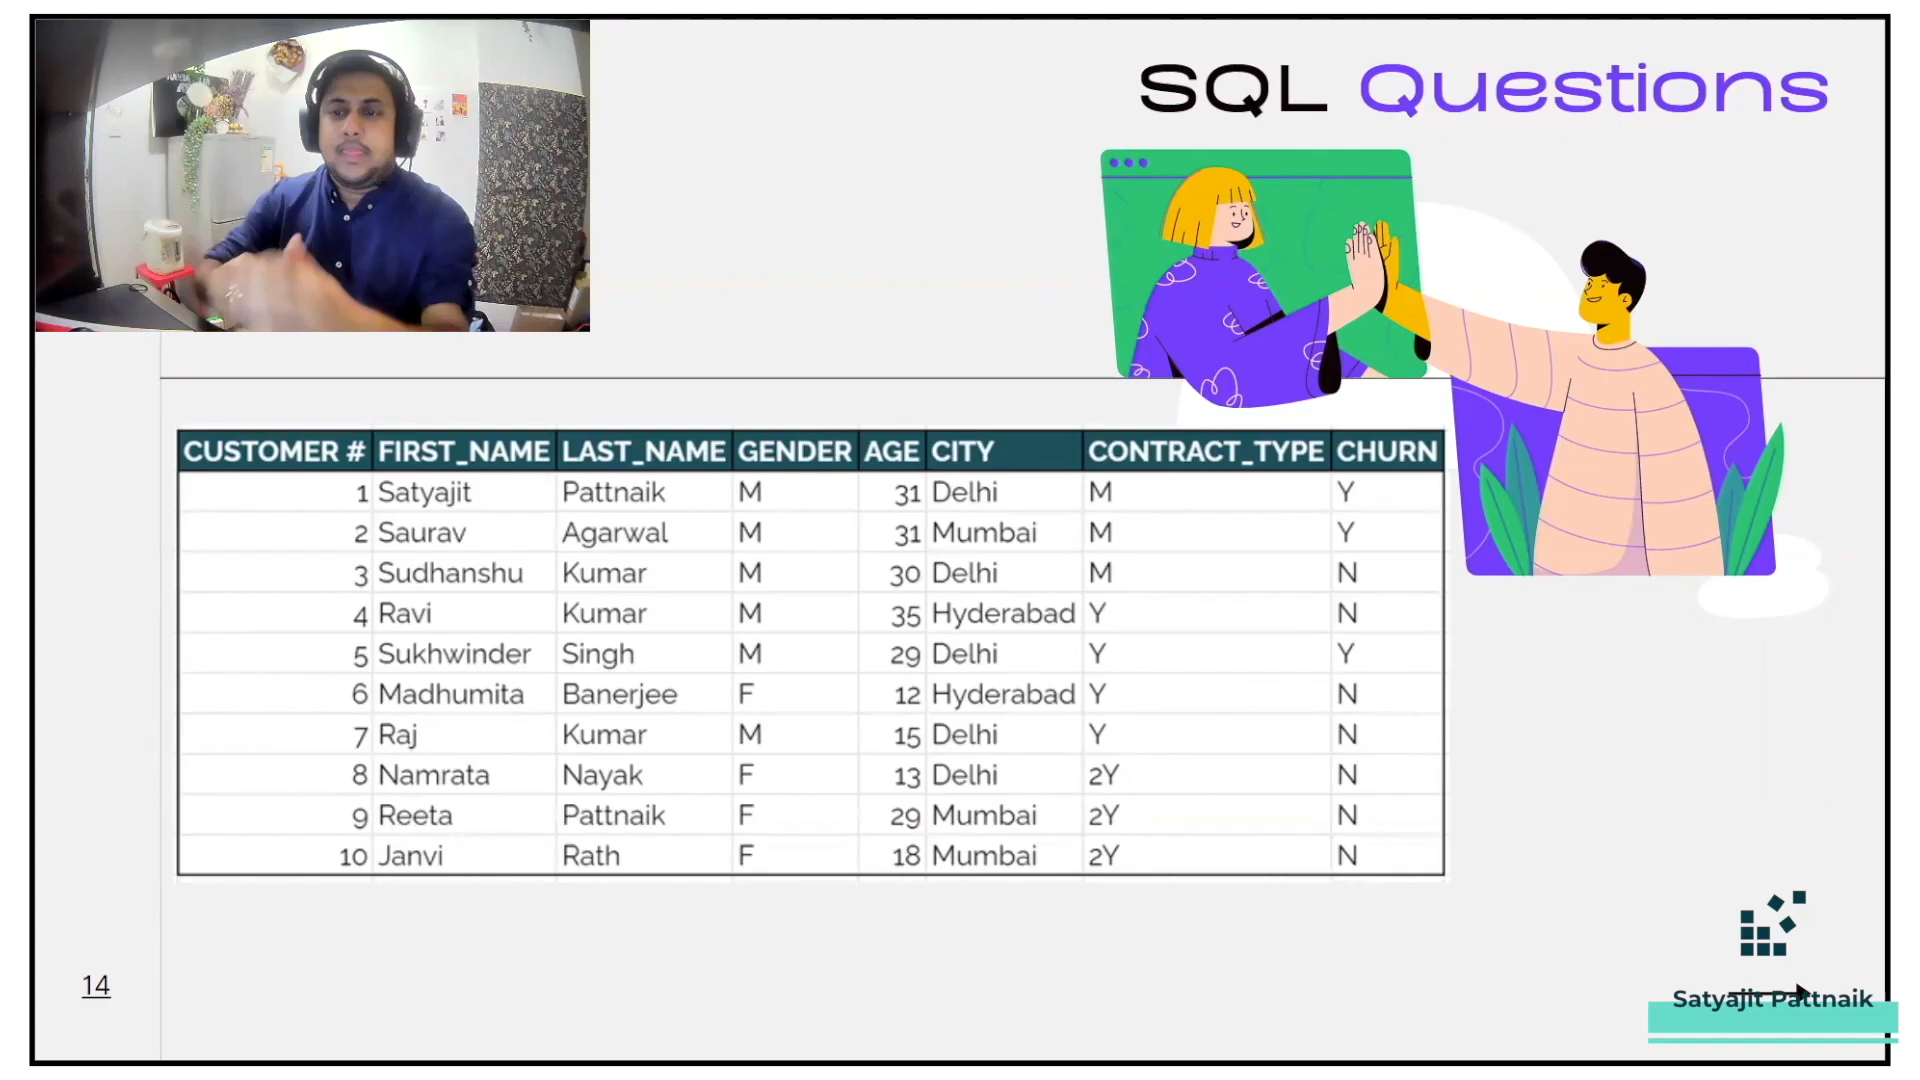 SQL Questions
CUSTOMER # FIRST_NAME LAST_NAME GENDER AGE CITY CONTRACT_TYPE CHURN
1 Satyajit Pattnaik M 31 Delhi M Y
2 Saurav Agarwal M 31 Mumbai M Y
3 Sudhanshu Kumar M 30 Delhi M N
4 Ravi Kumar M 35 Hyderabad Y N
5 Sukhwinder Singh M 29 Delhi Y Y
6 Madhumita Banerjee F 12 Hyderabad Y N
7 Raj Kumar M 15 Delhi Y N
8 Namrata Nayak F 13 Delhi 2Y N
9 Reeta Pattnaik F 29 Mumbai 2Y N
10 Janvi Rath F 18 Mumbai 2Y N
14
Satyajit Pattnaik